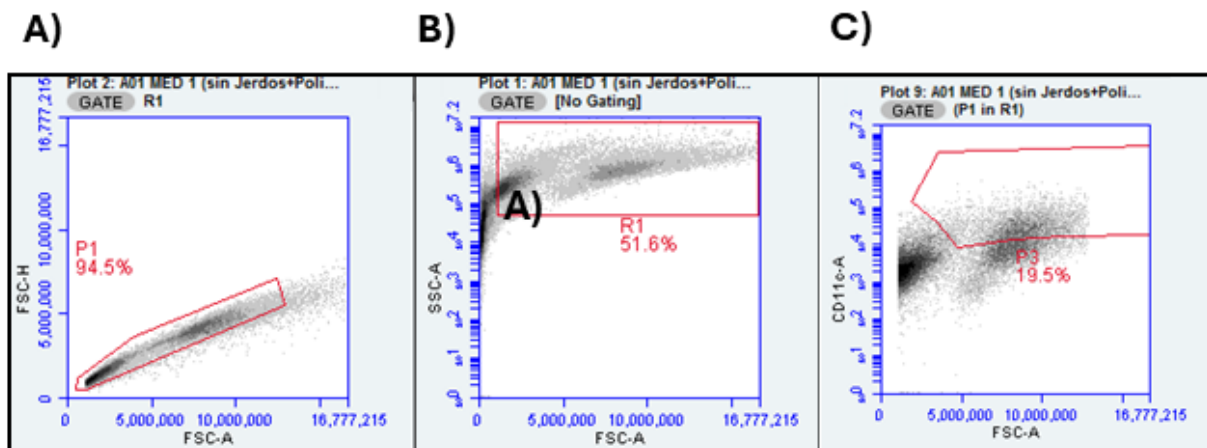 A)
B)
C)
Plot 2: A01 MED 1 (sin Jerdos+Poli...
GATE R1
16,777,215
10,000,000
5,000,000
0
FSC-H
P1
94.5%
0 5,000,000 10,000,000 16,777,215
FSC-A
Plot 1: A01 MED 1 (sin Jerdos+Poli...
GATE [No Gating]
SSC-A
A)
R1
51.6%
0 5,000,000 10,000,000 16,777,215
FSC-A
Plot 9: A01 MED 1 (sin Jerdos+Poli...
GATE (P1 in R1)
CD11c-A
P3
19.5%
0 5,000,000 10,000,000 16,777,215
FSC-A